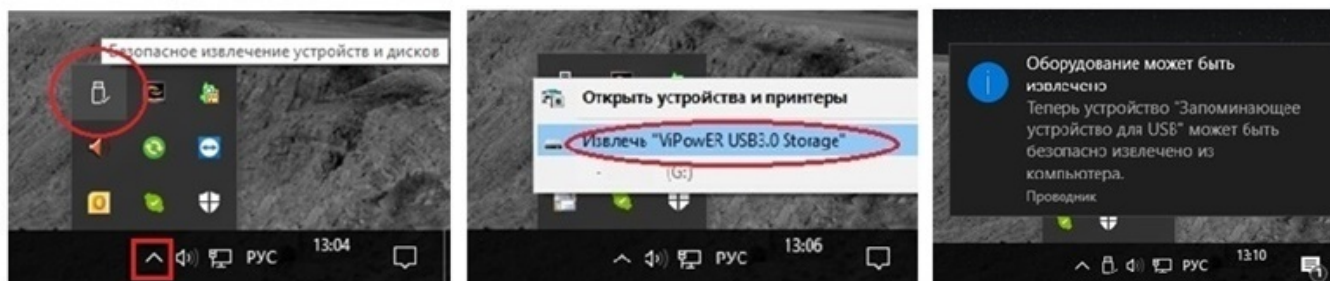 Безопасное извлечение устройств и дисков
РУС
13:04
Открыть устройства и принтеры
Извлечь "ViPowER USB3.0 Storage"
(G:)
РУС
13:06
Оборудование может быть
извлечено
Теперь устройство "Запоминающее
устройство для USB" может быть
безопасно извлечено из
компьютера.
Проводник
РУС
13:10
1